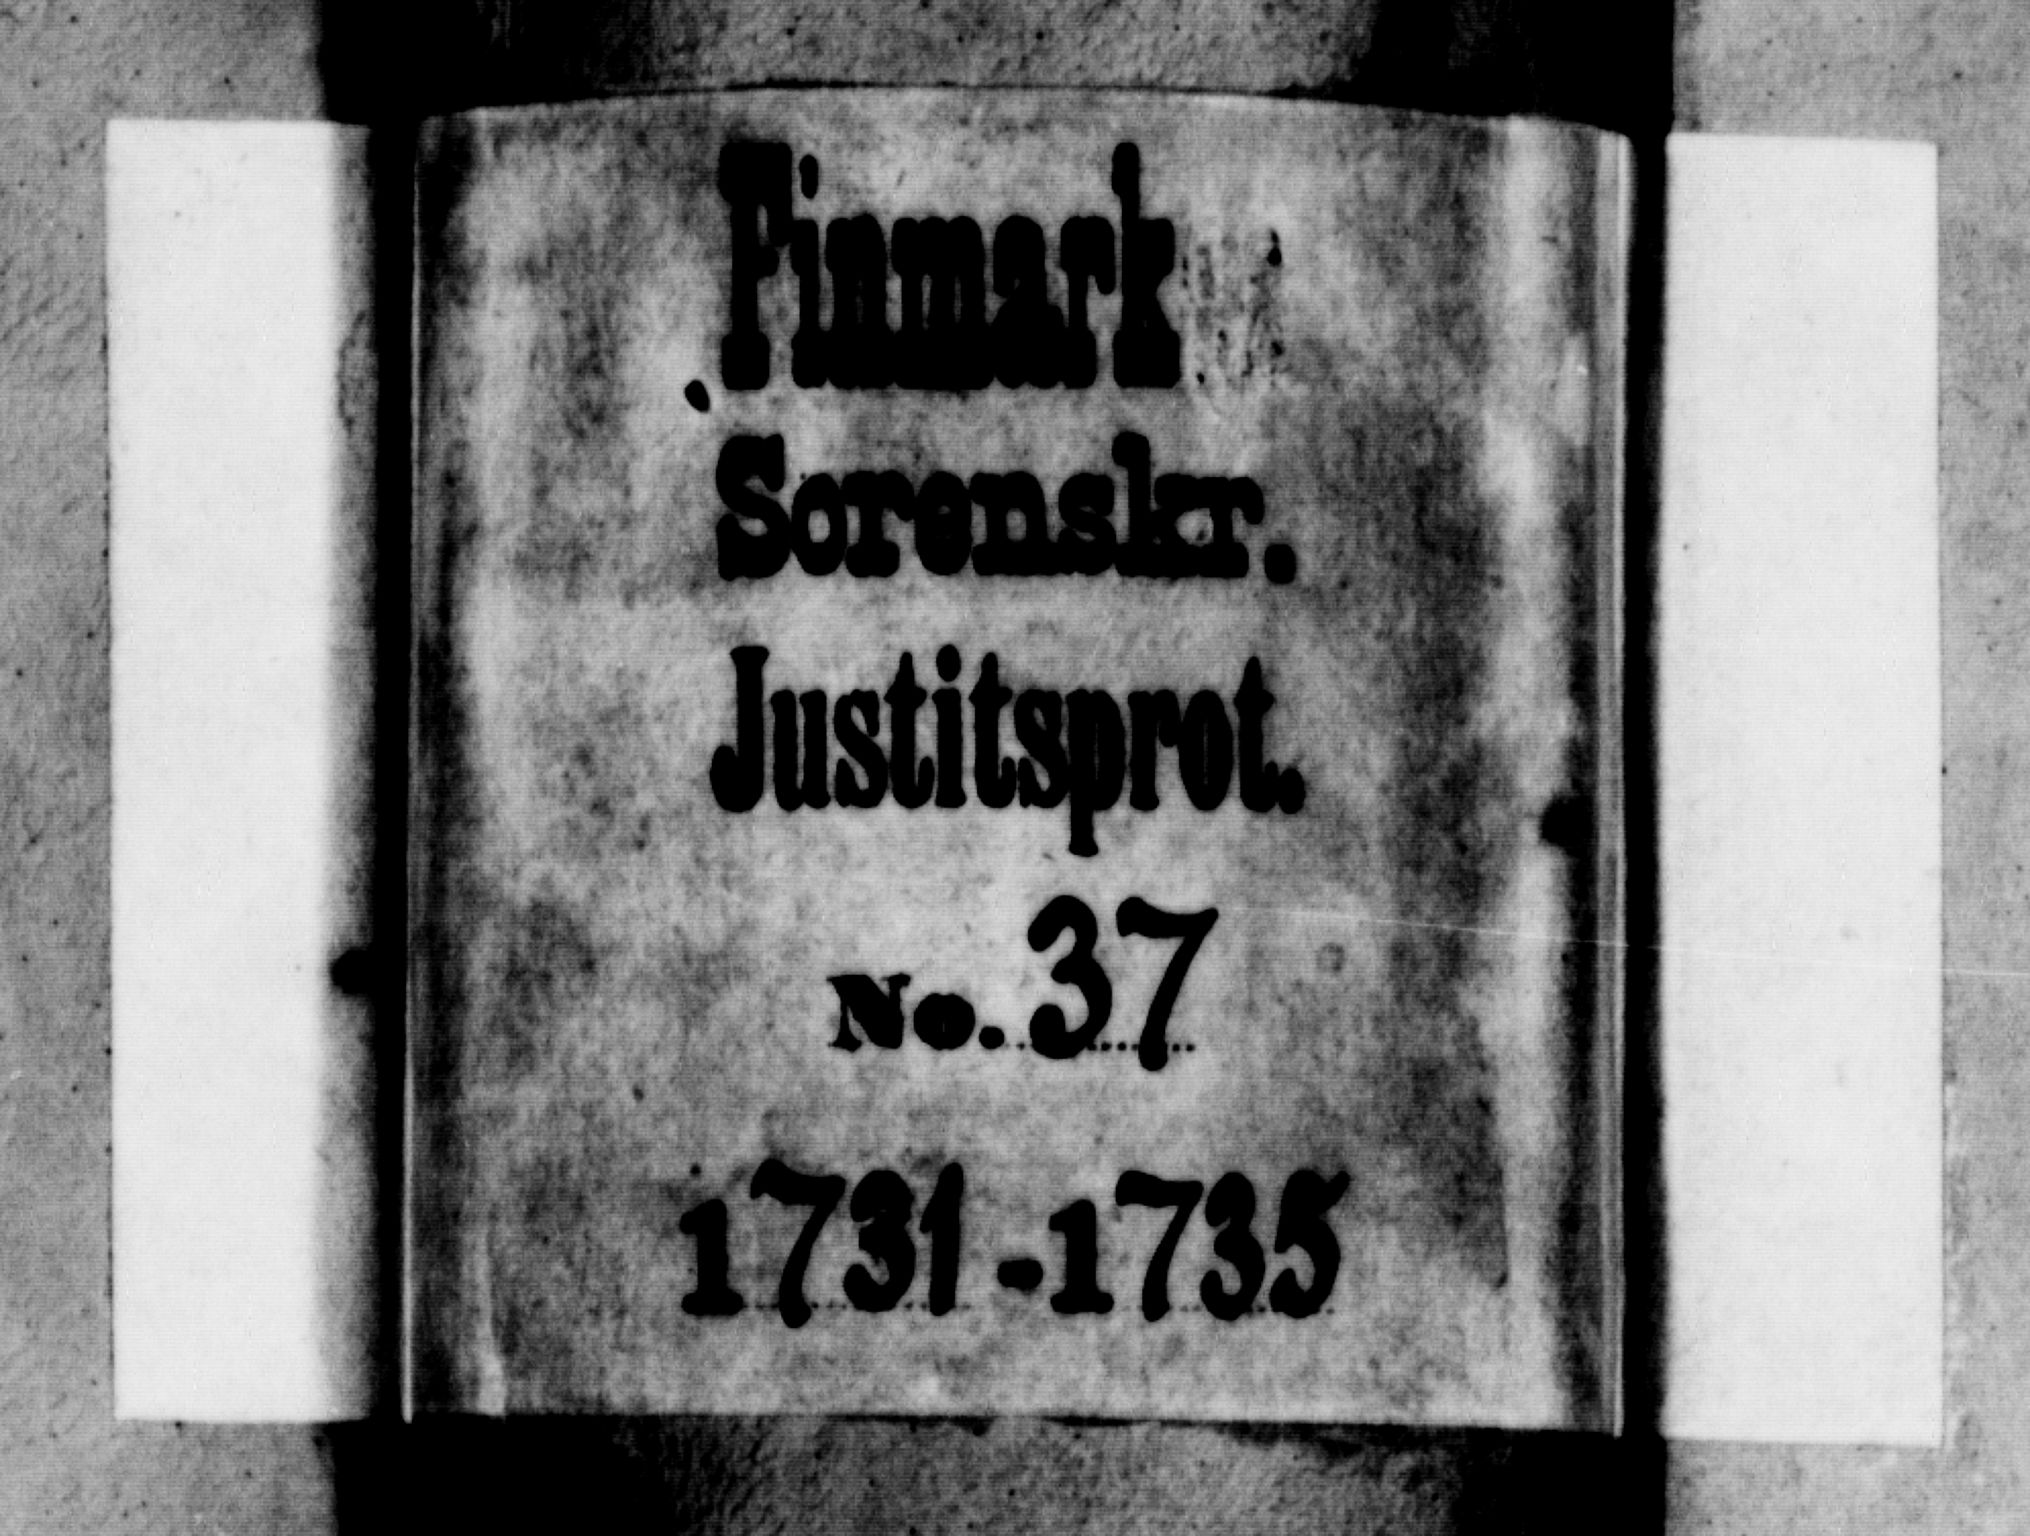 Finmark
Sorenskr.
Justitsprot.
No. 37
1731-1735